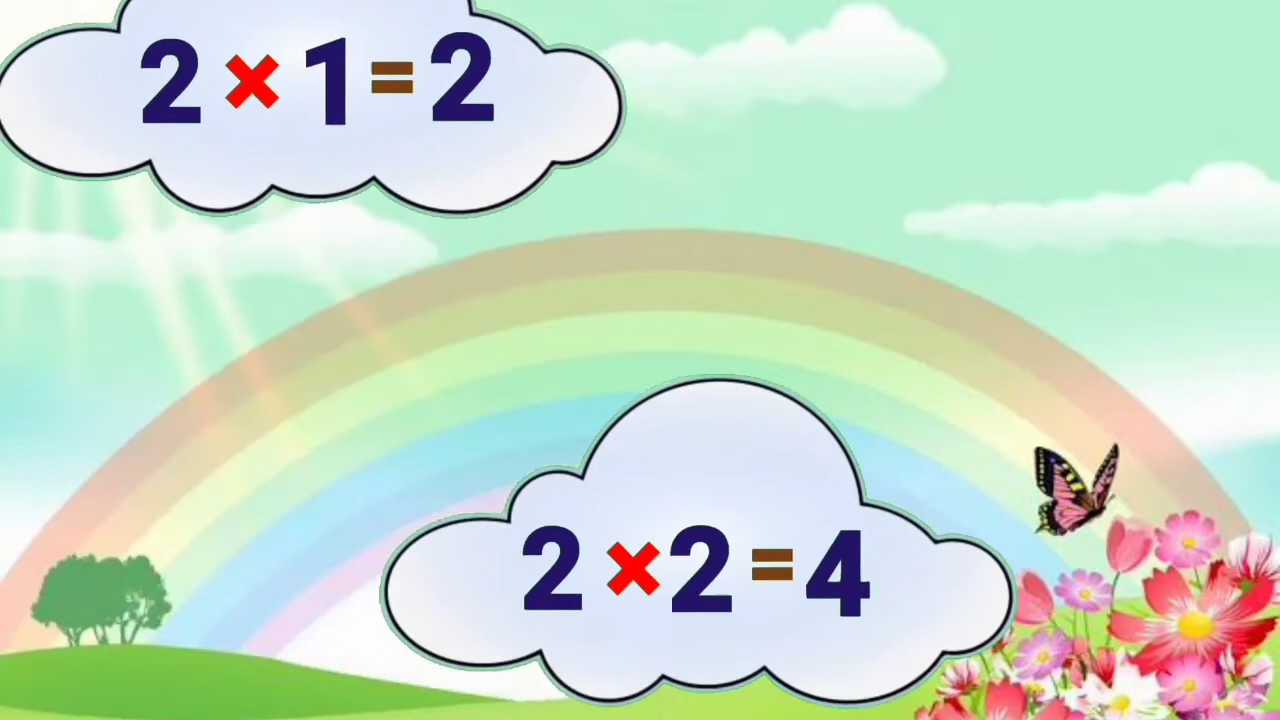 2 × 1 = 2
2 × 2 = 4